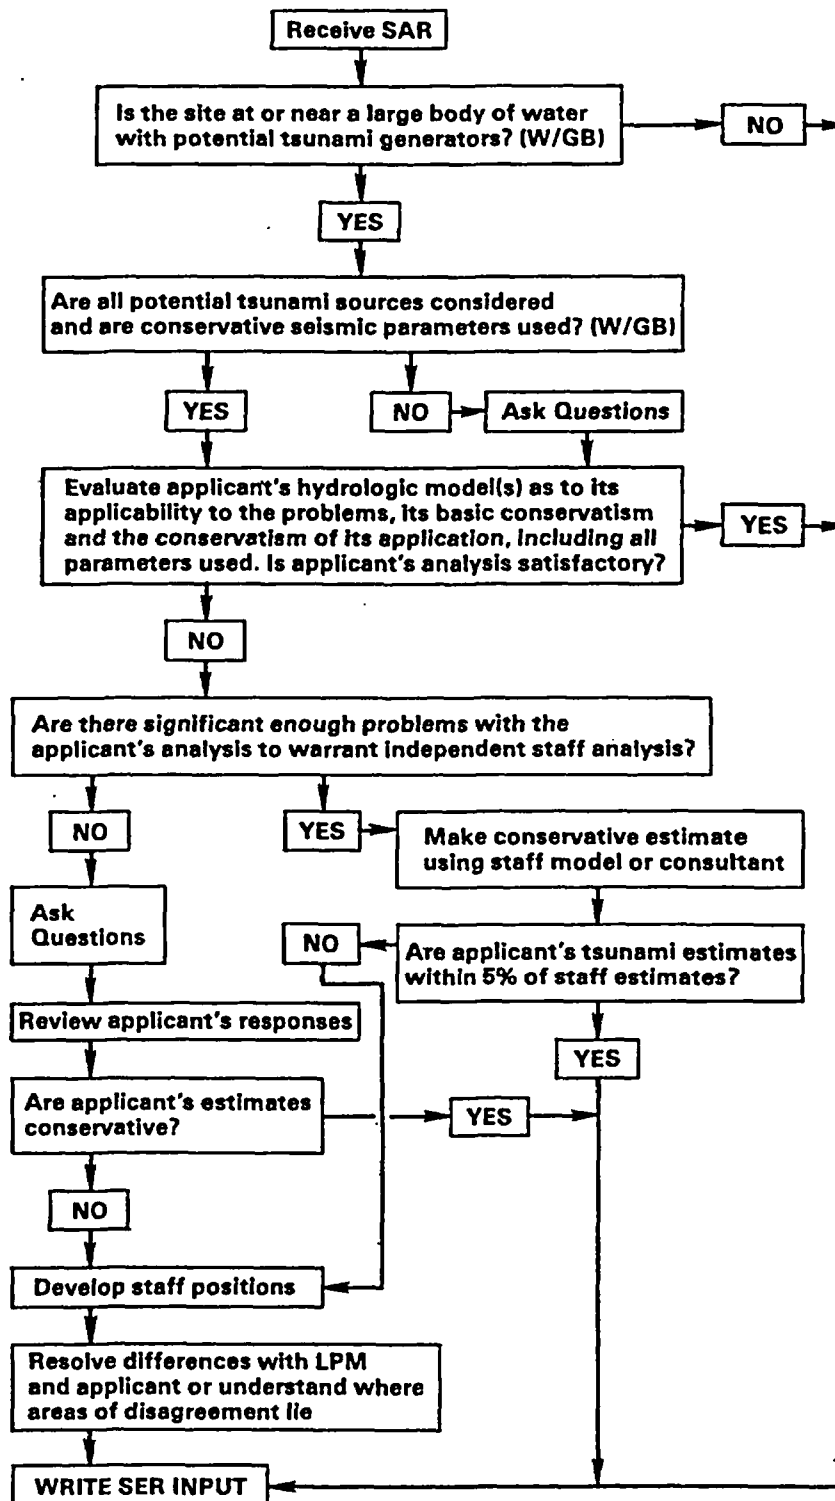 Receive SAR
Is the site at or near a large body of water
with potential tsunami generators? (W/GB)
NO
YES
Are all potential tsunami sources considered
and are conservative seismic parameters used? (W/GB)
YES
NO
Ask Questions
Evaluate applicant's hydrologic model(s) as to its
applicability to the problems, its basic conservatism
and the conservatism of its application, including all
parameters used. Is applicant's analysis satisfactory?
YES
NO
Are there significant enough problems with the
applicant's analysis to warrant independent staff analysis?
NO
YES
Make conservative estimate
using staff model or consultant
Ask
Questions
NO
Are applicant's tsunami estimates
within 5% of staff estimates?
Review applicant's responses
YES
Are applicant's estimates
conservative?
YES
NO
Develop staff positions
Resolve differences with LPM
and applicant or understand where
areas of disagreement lie
WRITE SER INPUT